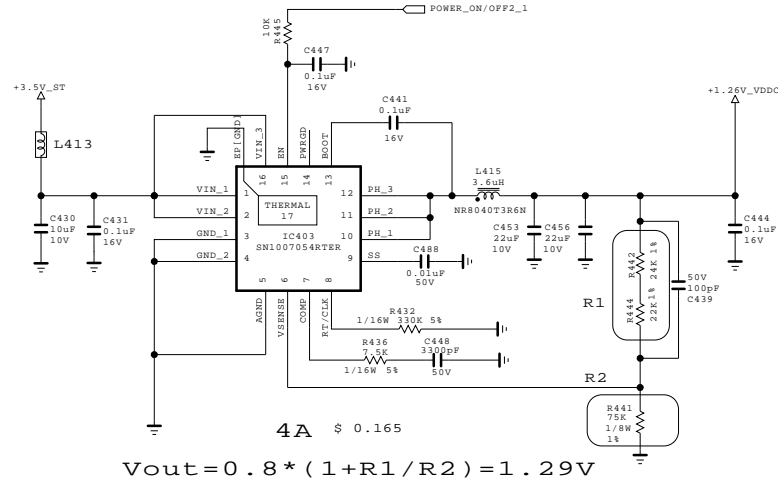 POWER_ON/OFF2_1
10K
R445
C447
0.1uF
16V
+3.5V_ST
C441
0.1uF
16V
+1.26V_VDDC
L413
EP[GND]
VIN_3
EN
PWRGD
BOOT
16
15
14
13
L415
3.6uH
NR8040T3R6N
VIN_1
1
THERMAL
17
12
PH_3
VIN_2
2
11
PH_2
GND_1
3
IC403
SN1007054RTER
10
PH_1
GND_2
4
9
SS
C430
10uF
10V
C431
0.1uF
16V
C488
0.01uF
50V
C453
22uF
10V
C456
22uF
10V
C444
0.1uF
16V
R442
24K 1%
R444
22K 1%
50V
100pF
C439
R1
5
6
7
8
AGND
VSENSE
COMP
RT/CLK
R432
1/16W 330K 5%
R436
7.5K
1/16W 5%
C448
3300pF
50V
R2
R441
75K
1/8W
1%
4A $ 0.165
Vout=0.8*(1+R1/R2)=1.29V